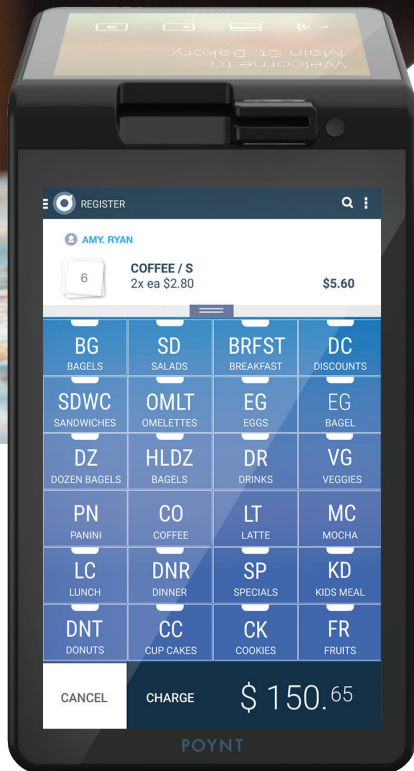 Welcome to
Main St. Bakery
REGISTER
AMY. RYAN
6
COFFEE / S
2x ea $2.80
$5.60
BG SD BRFST DC
BAGELS SALADS BREAKFAST DISCOUNTS
SDWC OMLT EG EG
SANDWICHES OMELETTES EGGS BAGEL
DZ HLDZ DR VG
DOZEN BAGELS BAGELS DRINKS VEGGIES
PN CO LT MC
PANINI COFFEE LATTE MOCHA
LC DNR SP KD
LUNCH DINNER SPECIALS KIDS MEAL
DNT CC CK FR
DONUTS CUP CAKES COOKIES FRUITS
CANCEL CHARGE $ 150.65
POYNT